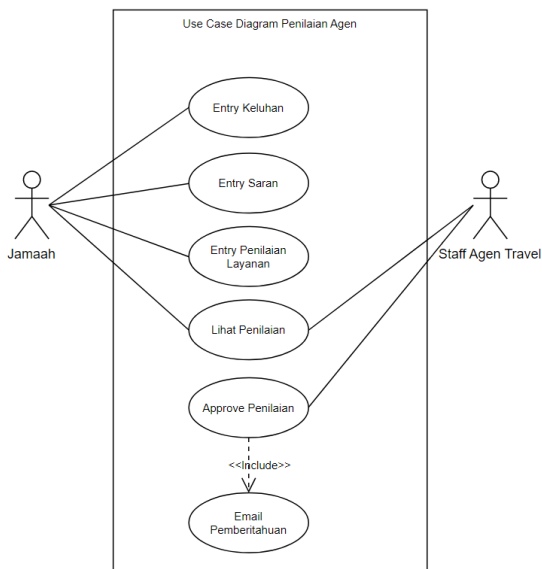 Use Case Diagram Penilaian Agen
Entry Keluhan
Entry Saran
Jamaah
Staff Agen Travel
Entry Penilaian
Layanan
Lihat Penilaian
Approve Penilaian
<<Include>>
Email
Pemberitahuan